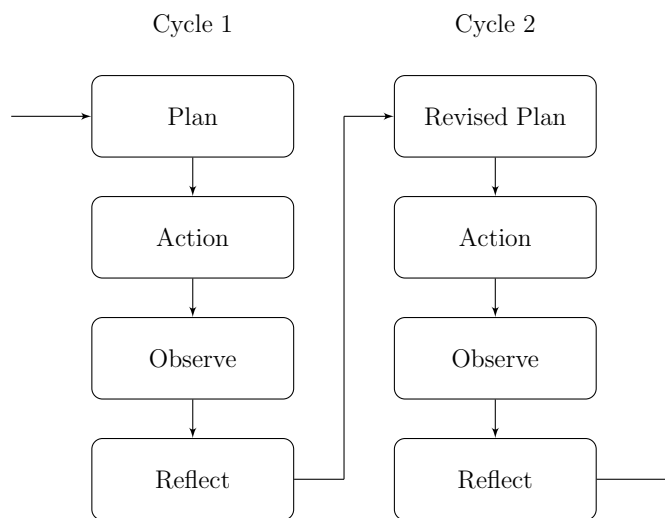 Cycle 1
Plan
Action
Observe
Reflect
Cycle 2
Revised Plan
Action
Observe
Reflect